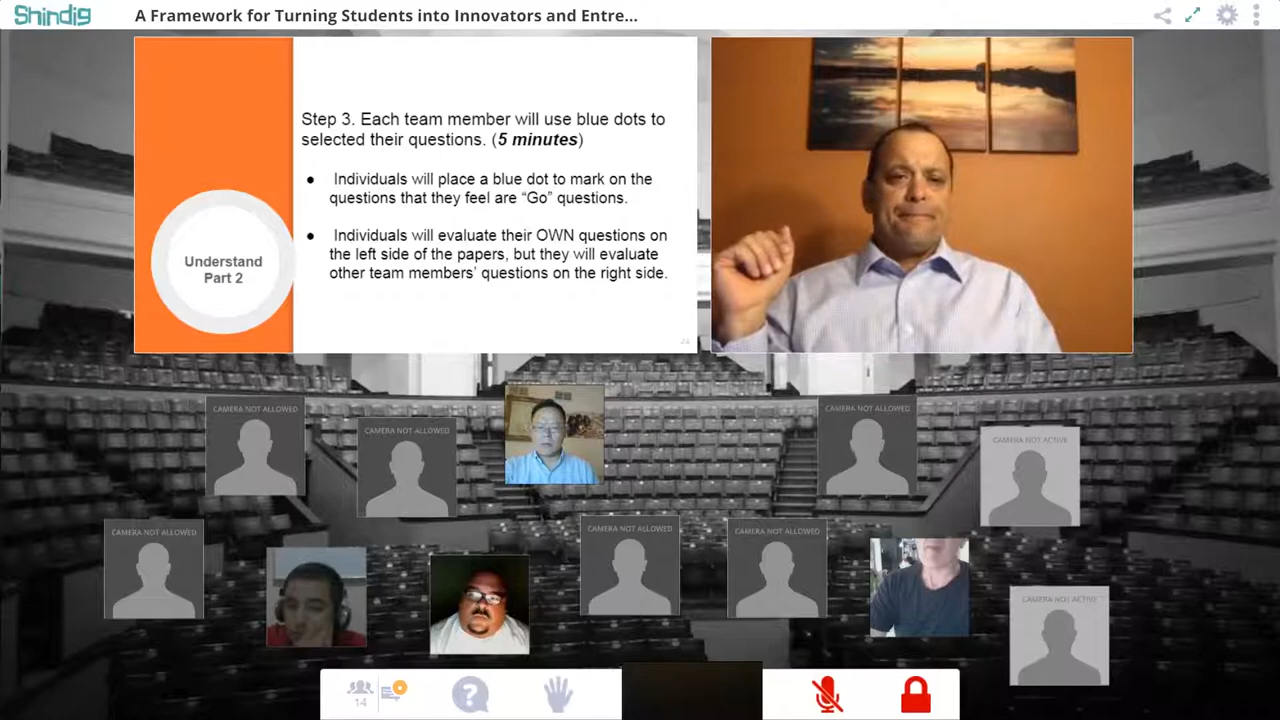 Shindig
A Framework for Turning Students into Innovators and Entre...
Step 3. Each team member will use blue dots to
selected their questions. (5 minutes)
● Individuals will place a blue dot to mark on the
questions that they feel are “Go” questions.
● Individuals will evaluate their OWN questions on
the left side of the papers, but they will evaluate
other team members’ questions on the right side.
Understand
Part 2
24
CAMERA NOT ALLOWED
CAMERA NOT ALLOWED
CAMERA NOT ALLOWED
CAMERA NOT ACTIVE
CAMERA NOT ALLOWED
CAMERA NOT ALLOWED
CAMERA NOT ALLOWED
CAMERA NOT ACTIVE
14